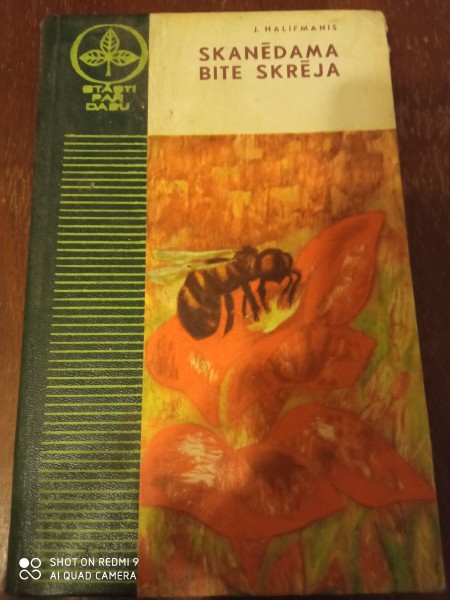 J. HALIFMANIS
SKANĒDAMA
BITE SKRĒJA
STĀSTI
PAR
DABU
SHOT ON REDMI 9
AI QUAD CAMERA